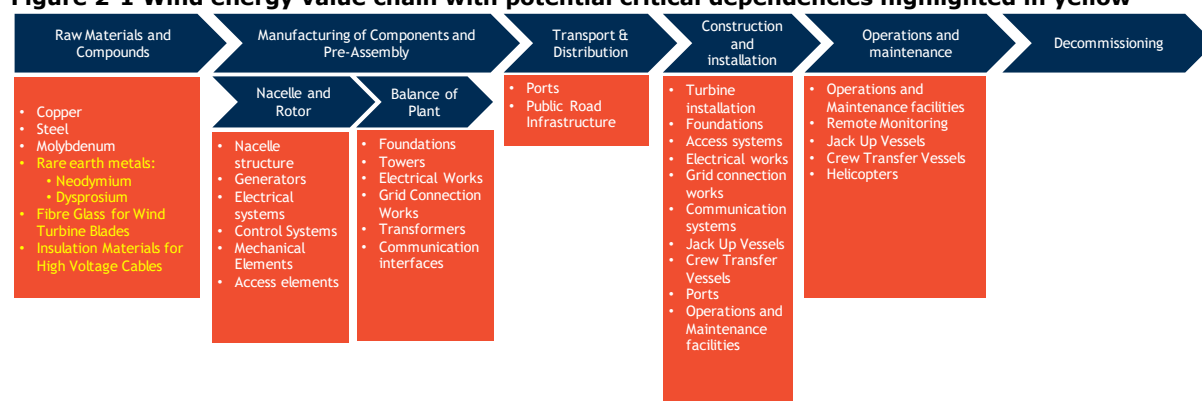 Figure 2-1 Wind energy value chain with potential critical dependencies highlighted in yellow
Raw Materials and
Compounds
Manufacturing of Components and
Pre-Assembly
Transport &
Distribution
Construction
and
installation
Operations and
maintenance
Decommissioning
Nacelle and
Rotor
Balance of
Plant
• Copper
• Steel
• Molybdenum
• Rare earth metals:
• Neodymium
• Dysprosium
• Fibre Glass for Wind
Turbine Blades
• Insulation Materials for
High Voltage Cables
• Nacelle
structure
• Generators
• Electrical
systems
• Control Systems
• Mechanical
Elements
• Access elements
• Foundations
• Towers
• Electrical Works
• Grid Connection
Works
• Transformers
• Communication
interfaces
• Ports
• Public Road
Infrastructure
• Turbine
installation
• Foundations
• Access systems
• Electrical works
• Grid connection
works
• Communication
systems
• Jack Up Vessels
• Crew Transfer
Vessels
• Ports
• Operations and
Maintenance
facilities
• Operations and
Maintenance facilities
• Remote Monitoring
• Jack Up Vessels
• Crew Transfer Vessels
• Helicopters